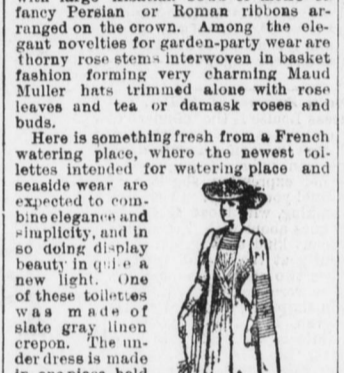 fancy Persian or Roman ribbons ar-
ranged on the crown. Among the ele-
gant novelties for garden-party wear are
thorny rose stems interwoven in basket
fashion forming very charming Maud
Muller hats trimmed alone with rose
leaves and tea or damask roses and
buds.
Here is something fresh from a French
watering place, where the newest toi-
lettes intended for watering place and
seaside wear are
expected to com-
bine elegance and
simplicity, and in
so doing display
beauty in quite a
new light. One
of these toilettes
was made of
slate gray linen
crepon. The un-
der dress is made